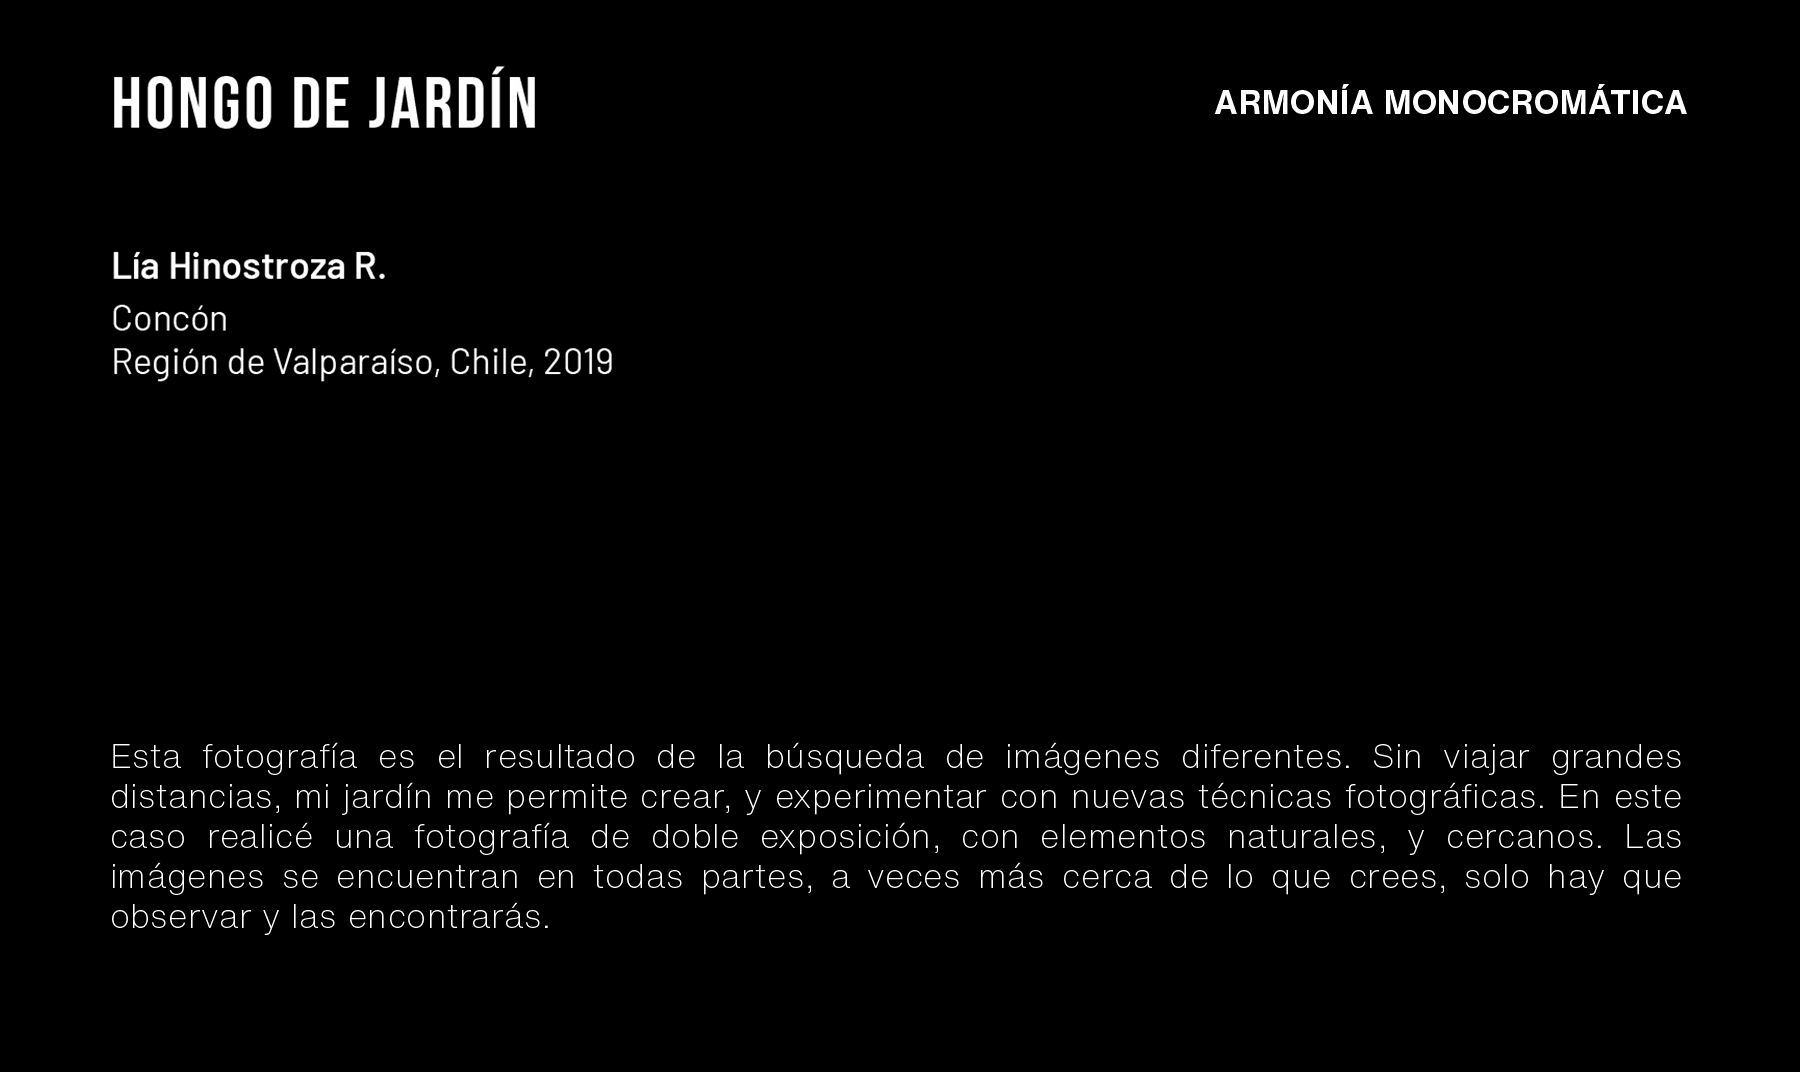 HONGO DE JARDÍN
ARMONÍA MONOCROMÁTICA
Lía Hinostroza R.
Concón
Región de Valparaíso, Chile, 2019
Esta fotografía es el resultado de la búsqueda de imágenes diferentes. Sin viajar grandes
distancias, mi jardín me permite crear, y experimentar con nuevas técnicas fotográficas. En este
caso realicé una fotografía de doble exposición, con elementos naturales, y cercanos. Las
imágenes se encuentran en todas partes, a veces más cerca de lo que crees, solo hay que
observar y las encontrarás.